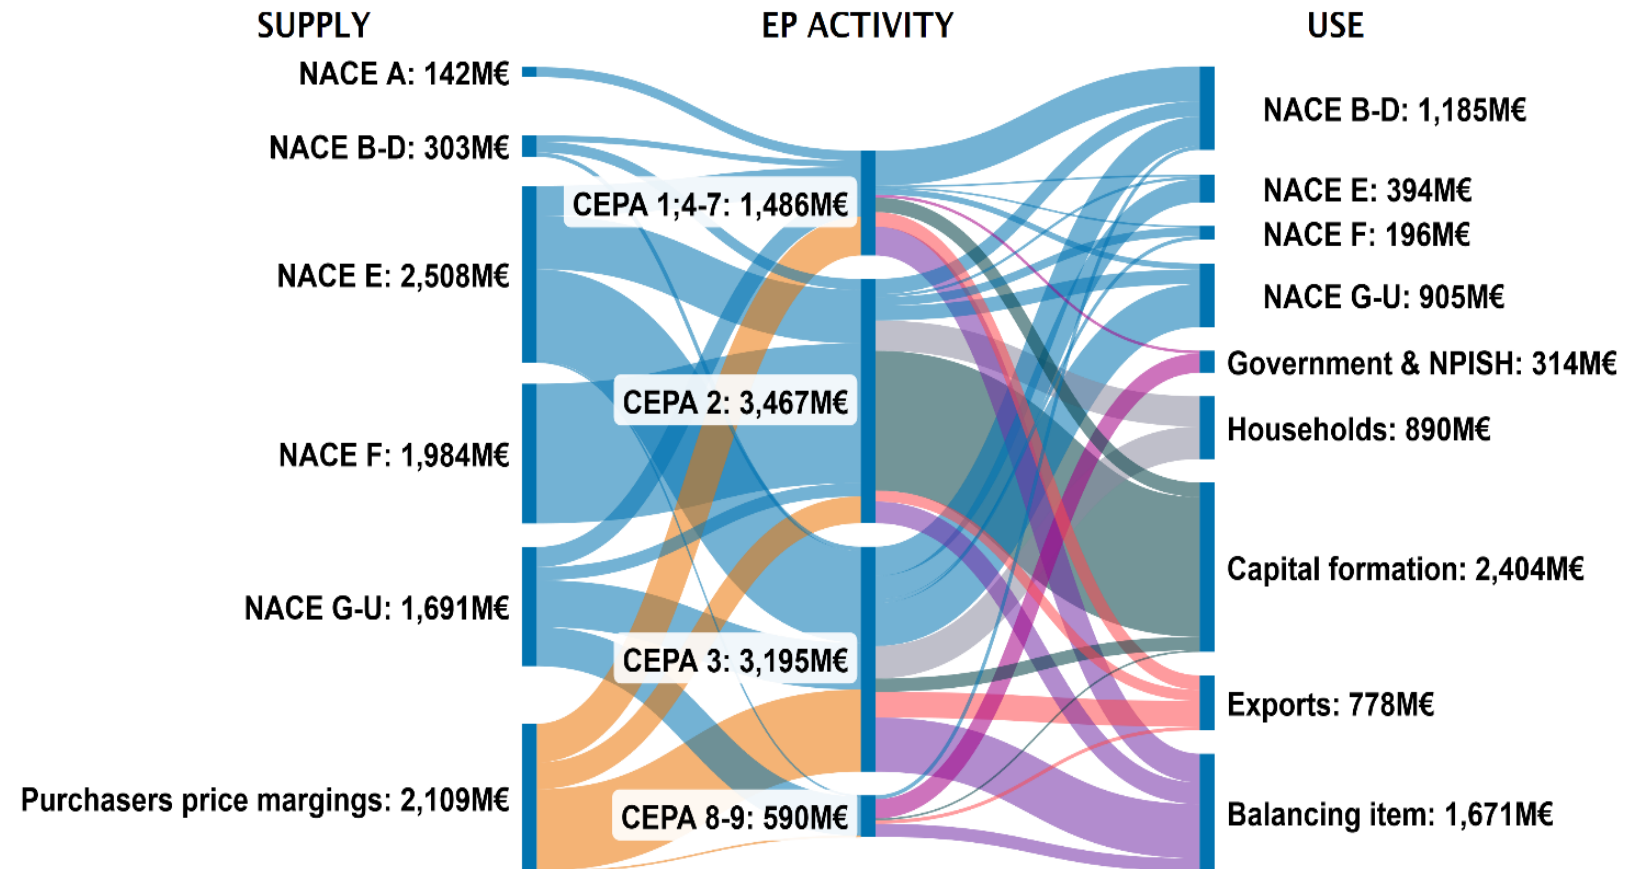 SUPPLY
EP ACTIVITY
USE
NACE A: 142M€
NACE B-D: 303M€
NACE E: 2,508M€
NACE F: 1,984M€
NACE G-U: 1,691M€
Purchasers price margings: 2,109M€
CEPA 1;4-7: 1,486M€
CEPA 2: 3,467M€
CEPA 3: 3,195M€
CEPA 8-9: 590M€
NACE B-D: 1,185M€
NACE E: 394M€
NACE F: 196M€
NACE G-U: 905M€
Government & NPISH: 314M€
Households: 890M€
Capital formation: 2,404M€
Exports: 778M€
Balancing item: 1,671M€